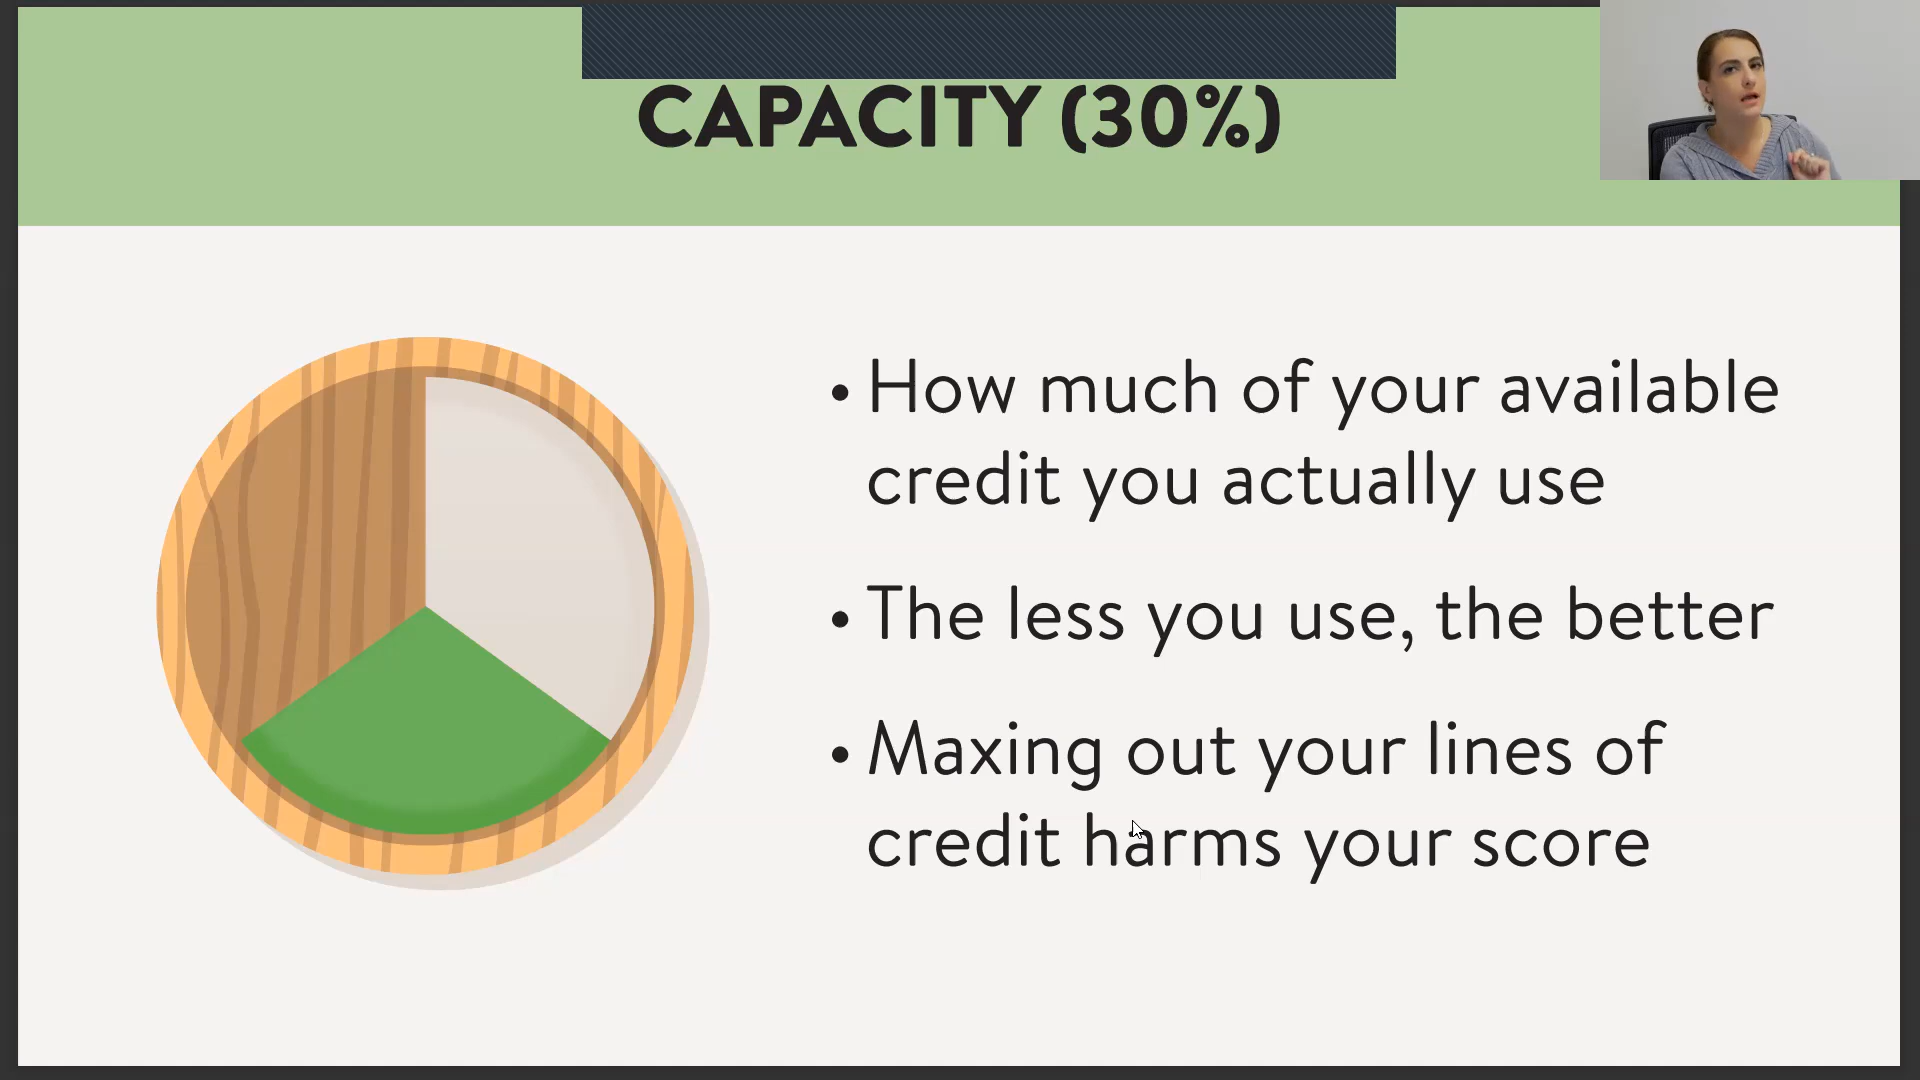 CAPACITY (30%)
• How much of your available
credit you actually use
• The less you use, the better
• Maxing out your lines of
credit harms your score